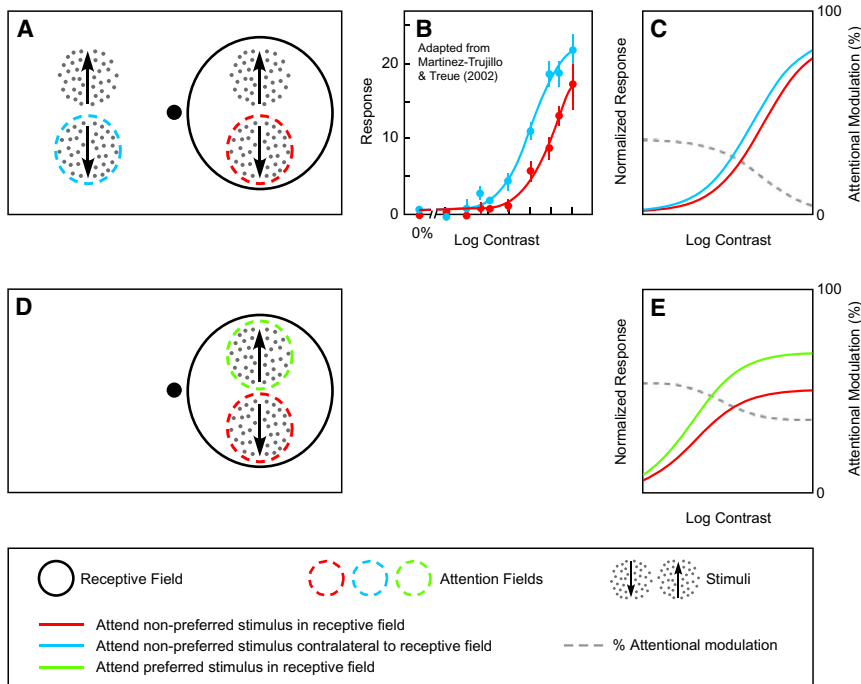 A
B
Adapted from
Martinez-Trujillo
& Treue (2002)
Response
20
10
0
0%
Log Contrast
C
Normalized Response
Log Contrast
100
0
Attentional Modulation (%)
D
E
Normalized Response
Log Contrast
100
0
Attentional Modulation (%)
Receptive Field
Attention Fields
Stimuli
Attend non-preferred stimulus in receptive field
Attend non-preferred stimulus contralateral to receptive field
% Attentional modulation
Attend preferred stimulus in receptive field